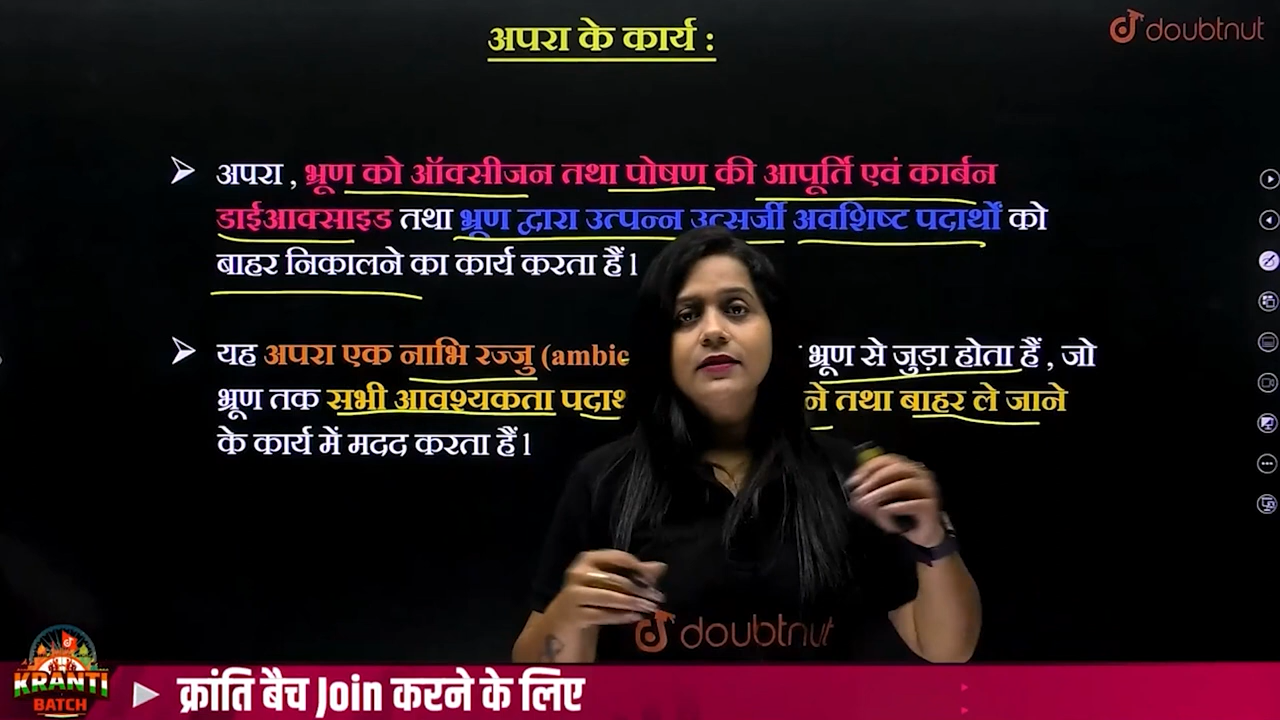 अपरा के कार्य :
doubtnut
अपरा , भ्रूण को ऑक्सीजन तथा पोषण की आपूर्ति एवं कार्बन
डाईआक्साइड तथा भ्रूण द्वारा उत्पन्न उत्सर्जी अवशिष्ट पदार्थों को
बाहर निकालने का कार्य करता हैं l
यह अपरा एक नाभि रज्जु भ्रूण से जुड़ा होता हैं , जो
भ्रूण तक सभी आवश्यकता तथा बाहर ले जाने
के कार्य में मदद करता हैं l
doubtnut
KRANTI
BATCH
क्रांति बैच Join करने के लिए